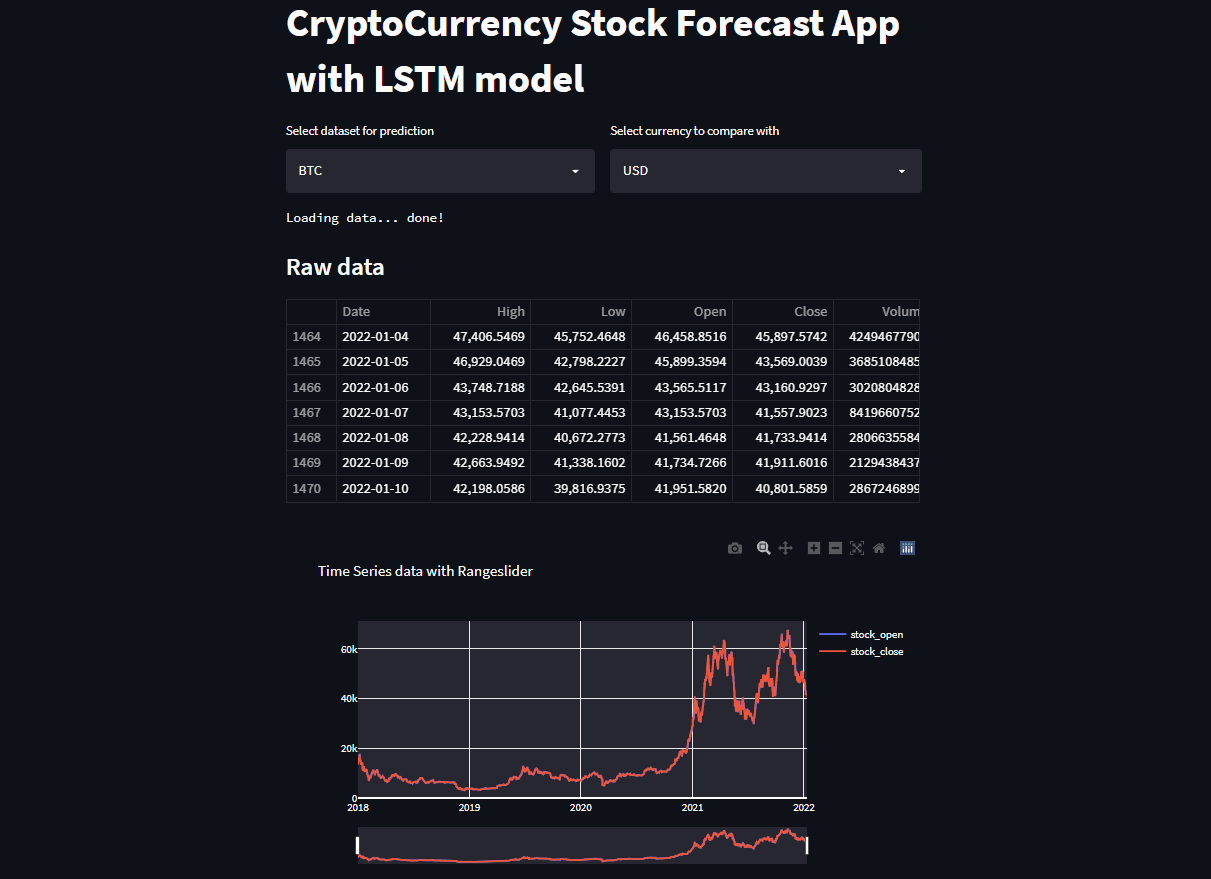 CryptoCurrency Stock Forecast App
with LSTM model
Select dataset for prediction
Select currency to compare with
BTC
USD
Loading data... done!
Raw data
Date High Low Open Close Volum
1464 2022-01-04 47,406.5469 45,752.4648 46,458.8516 45,897.5742 4249467790
1465 2022-01-05 46,929.0469 42,798.2227 45,899.3594 43,569.0039 3685108485
1466 2022-01-06 43,748.7188 42,645.5391 43,565.5117 43,160.9297 3020804828
1467 2022-01-07 43,153.5703 41,077.4453 43,153.5703 41,557.9023 8419660752
1468 2022-01-08 42,228.9414 40,672.2773 41,561.4648 41,733.9414 2806635584
1469 2022-01-09 42,663.9492 41,338.1602 41,734.7266 41,911.6016 2129438437
1470 2022-01-10 42,198.0586 39,816.9375 41,951.5820 40,801.5859 2867246899
Time Series data with Rangeslider
stock_open
stock_close
60k
40k
20k
0
2018 2019 2020 2021 2022